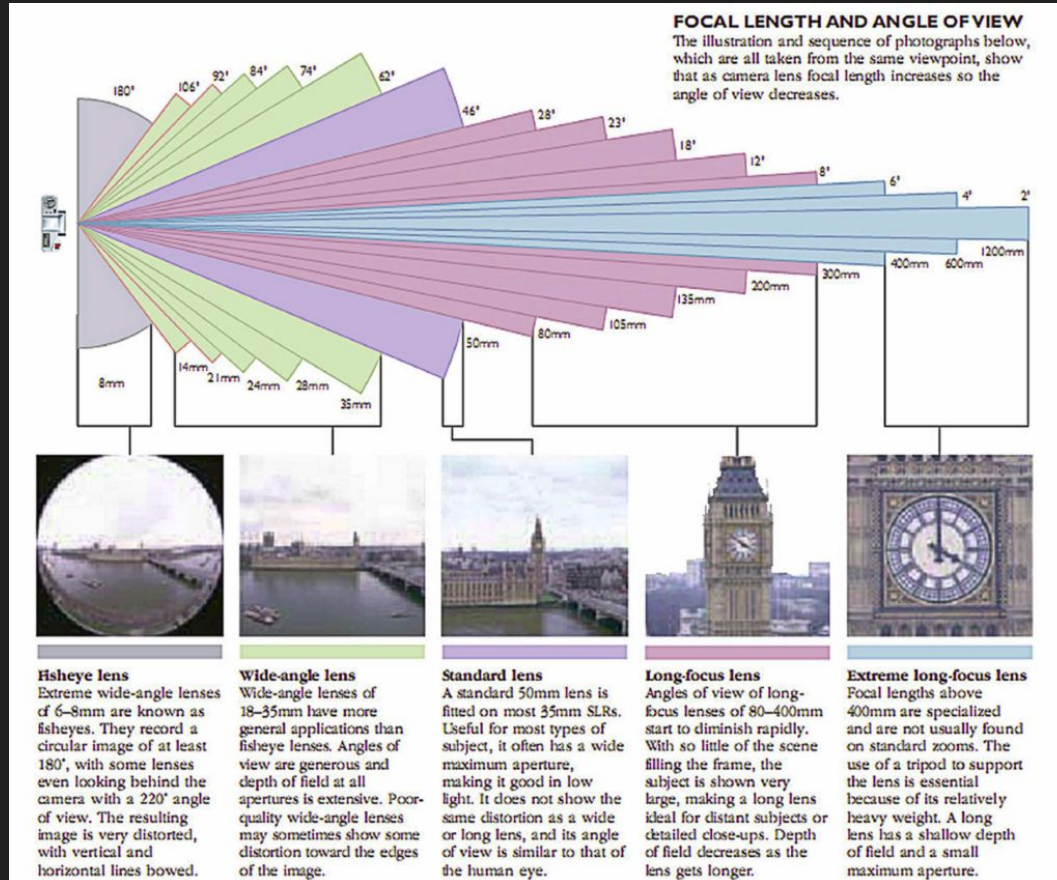 FOCAL LENGTH AND ANGLE OF VIEW
The illustration and sequence of photographs below,
which are all taken from the same viewpoint, show
that as camera lens focal length increases so the
angle of view decreases.
180°
106°
92°
84°
74°
62°
46°
28°
23°
18°
12°
8°
6°
4°
2°
8mm
14mm
21mm
24mm
28mm
35mm
50mm
80mm
105mm
135mm
200mm
300mm
400mm
600mm
1200mm
Fisheye lens
Extreme wide-angle lenses
of 6–8mm are known as
fisheyes. They record a
circular image of at least
180°, with some lenses
even looking behind the
camera with a 220° angle
of view. The resulting
image is very distorted,
with vertical and
horizontal lines bowed.
Wide-angle lens
Wide-angle lenses of
18–35mm have more
general applications than
fisheye lenses. Angles of
view are generous and
depth of field at all
apertures is extensive. Poor-
quality wide-angle lenses
may sometimes show some
distortion toward the edges
of the image.
Standard lens
A standard 50mm lens is
fitted on most 35mm SLRs.
Useful for most types of
subject, it often has a wide
maximum aperture,
making it good in low
light. It does not show the
same distortion as a wide
or long lens, and its angle
of view is similar to that of
the human eye.
Long-focus lens
Angles of view of long-
focus lenses of 80–400mm
start to diminish rapidly.
With so little of the scene
filling the frame, the
subject is shown very
large, making a long lens
ideal for distant subjects or
detailed close-ups. Depth
of field decreases as the
lens gets longer.
Extreme long-focus lens
Focal lengths above
400mm are specialized
and are not usually found
on standard zooms. The
use of a tripod to support
the lens is essential
because of its relatively
heavy weight. A long
lens has a shallow depth
of field and a small
maximum aperture.